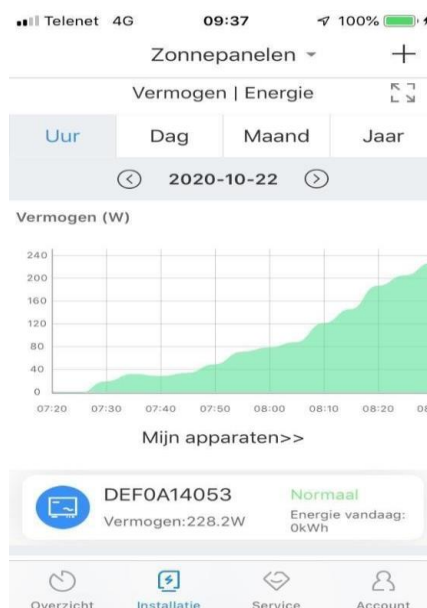 Telenet 4G 09:37 100%
Zonnepanelen
Vermogen | Energie
Uur Dag Maand Jaar
2020-10-22
Vermogen (W)
240
200
160
120
80
40
0
07:20 07:30 07:40 07:50 08:00 08:10 08:20
Mijn apparaten>>
DEF0A14053 Normaal
Vermogen:228.2W Energie vandaag:
0kWh
Overzicht Installatie Service Account